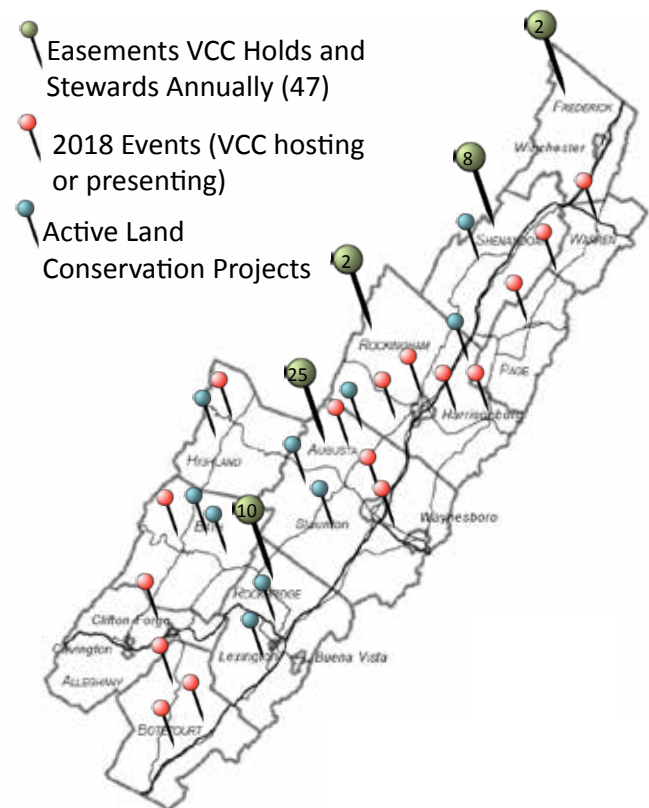 Easements VCC Holds and
Stewards Annually (47)
2018 Events (VCC hosting
or presenting)
Active Land
Conservation Projects
2
FREDERICK
Winchester
8
SHENANDOA
WARREN
2
ROCKINGHAM
PAGE
25
Harrisonburg
AUGUSTA
HIGHLAND
10
Staunton
Waynesboro
BATH
ROCKBRIDGE
Clifton Forge
Covington
Lexington
Buena Vista
ALLEGHANY
BOTETOURT